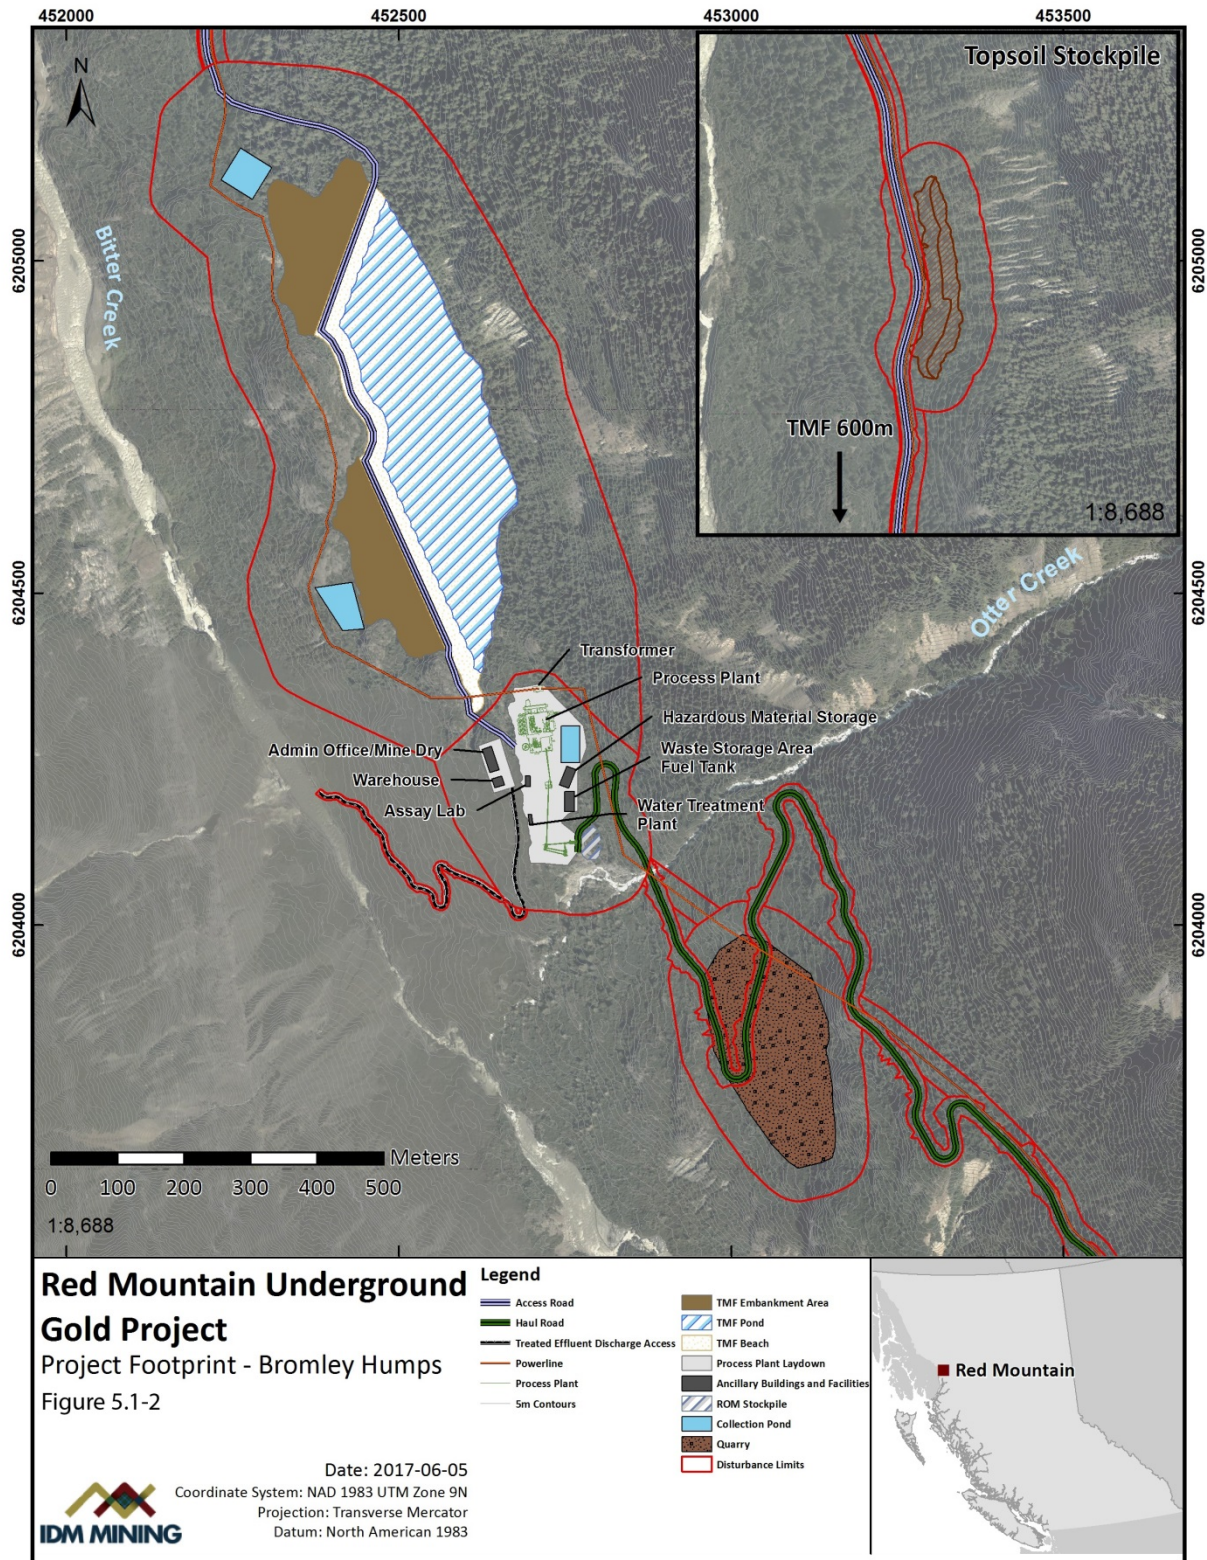 452000
452500
453000
453500
N
Topsoil Stockpile
Bitter Creek
6205000
6205000
TMF 600m
1:8,688
6204500
6204500
Otter Creek
Transformer
Process Plant
Hazardous Material Storage
Admin Office/Mine Dry
Waste Storage Area
Fuel Tank
Warehouse
Assay Lab
Water Treatment
Plant
6204000
6204000
Meters
0 100 200 300 400 500
1:8,688
Red Mountain Underground
Gold Project
Project Footprint - Bromley Humps
Figure 5.1-2
Date: 2017-06-05
Coordinate System: NAD 1983 UTM Zone 9N
Projection: Transverse Mercator
Datum: North American 1983
IDM MINING
Legend
Access Road
Haul Road
Treated Effluent Discharge Access
Powerline
Process Plant
5m Contours
TMF Embankment Area
TMF Pond
TMF Beach
Process Plant Laydown
Ancillary Buildings and Facilities
ROM Stockpile
Collection Pond
Quarry
Disturbance Limits
Red Mountain